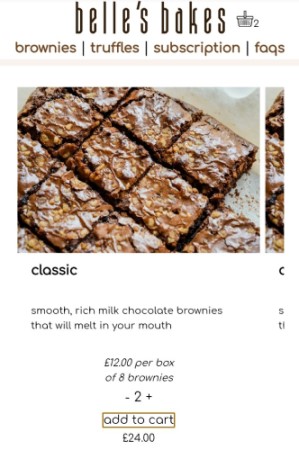 belle's bakes
2
brownies | truffles | subscription | faqs
classic
smooth, rich milk chocolate brownies
that will melt in your mouth
£12.00 per box
of 8 brownies
- 2 +
add to cart
£24.00